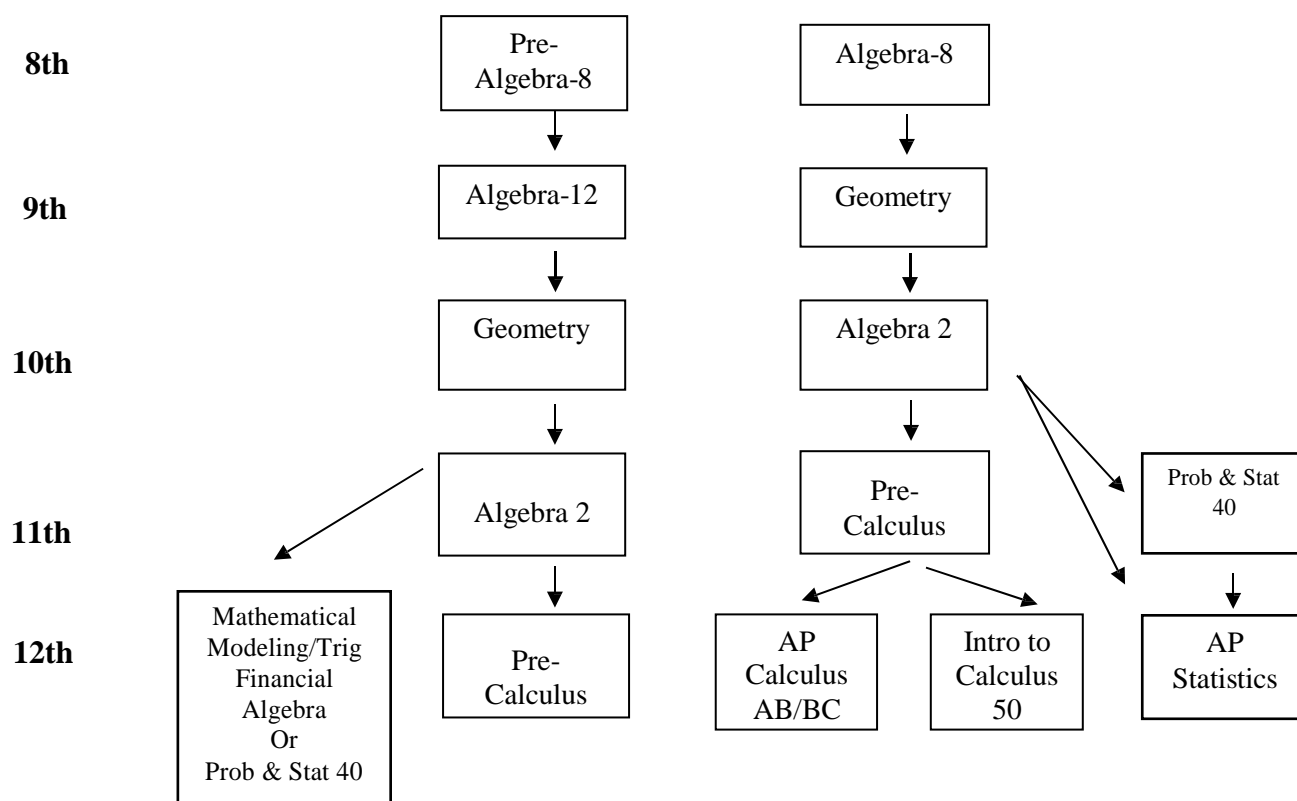 8th
Pre-
Algebra-8
Algebra-8
9th
Algebra-12
Geometry
10th
Geometry
Algebra 2
11th
Algebra 2
Pre-
Calculus
Prob & Stat
40
12th
Mathematical
Modeling/Trig
Financial
Algebra
Or
Prob & Stat 40
Pre-
Calculus
AP
Calculus
AB/BC
Intro to
Calculus
50
AP
Statistics